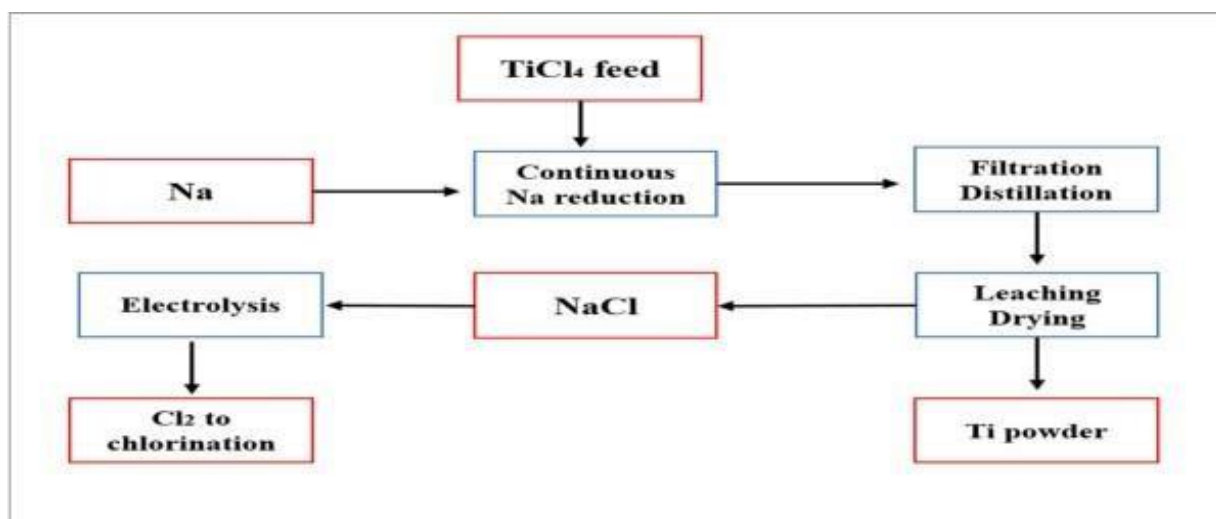 TiCl₄ feed
Na
Continuous
Na reduction
Filtration
Distillation
Electrolysis
NaCl
Leaching
Drying
Cl₂ to
chlorination
Ti powder